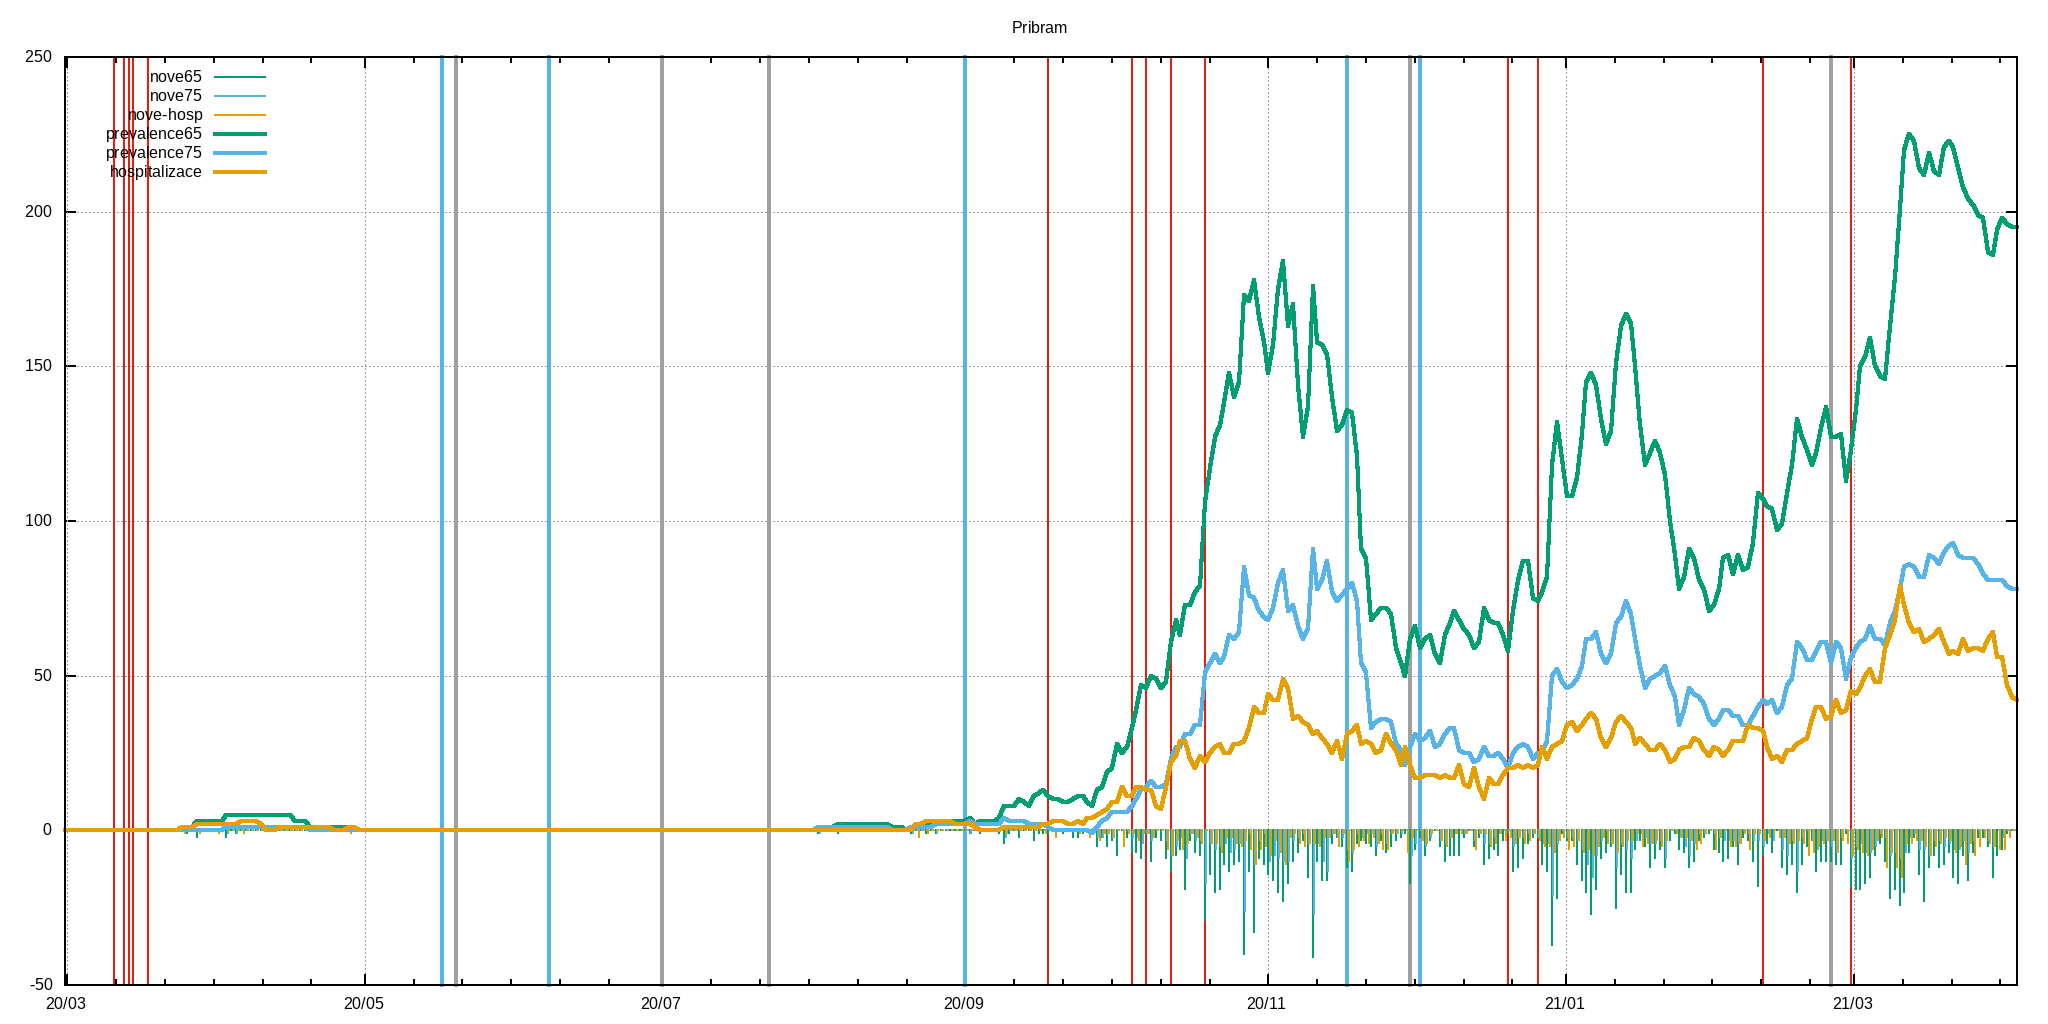 Pribram
250
nove65
nove75
nove-hosp
prevalence65
prevalence75
hospitalizace
200
150
100
50
0
-50
20/03 20/05 20/07 20/09 20/11 21/01 21/03